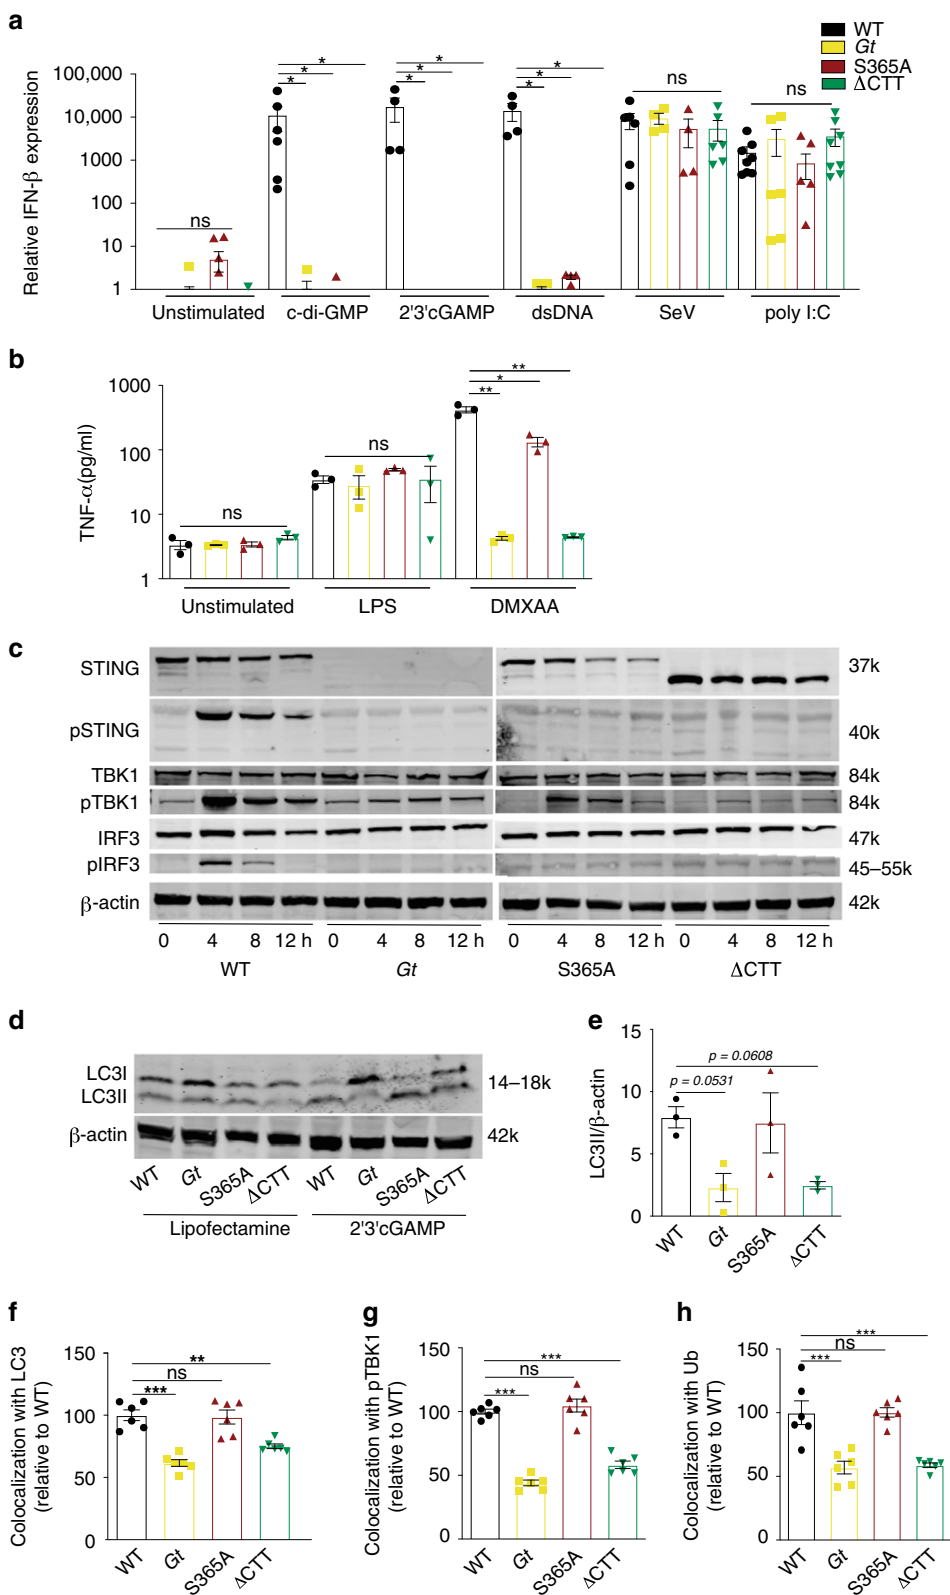 a
WT
Gt
S365A
ΔCTT
Relative IFN-β expression
100,000
10,000
1000
100
10
1
ns
*
*
*
*
*
*
*
*
*
ns
ns
Unstimulated
c-di-GMP
2'3'cGAMP
dsDNA
SeV
poly I:C
b
TNF-α(pg/ml)
1000
100
10
1
ns
ns
**
*
**
Unstimulated
LPS
DMXAA
c
STING
37k
pSTING
40k
TBK1
84k
pTBK1
84k
IRF3
47k
pIRF3
45–55k
β-actin
42k
0 4 8 12 h 0 4 8 12 h 0 4 8 12 h 0 4 8 12 h
WT
Gt
S365A
ΔCTT
d
LC3I
LC3II
14–18k
β-actin
42k
WT Gt S365A ΔCTT WT Gt S365A ΔCTT
Lipofectamine
2'3'cGAMP
e
LC3II/β-actin
15
10
5
0
p = 0.0608
p = 0.0531
WT Gt S365A ΔCTT
f
Colocalization with LC3
(relative to WT)
150
100
50
0
**
ns
***
WT Gt S365A ΔCTT
g
Colocalization with pTBK1
(relative to WT)
150
100
50
0
***
ns
***
WT Gt S365A ΔCTT
h
Colocalization with Ub
(relative to WT)
150
100
50
0
***
ns
***
WT Gt S365A ΔCTT